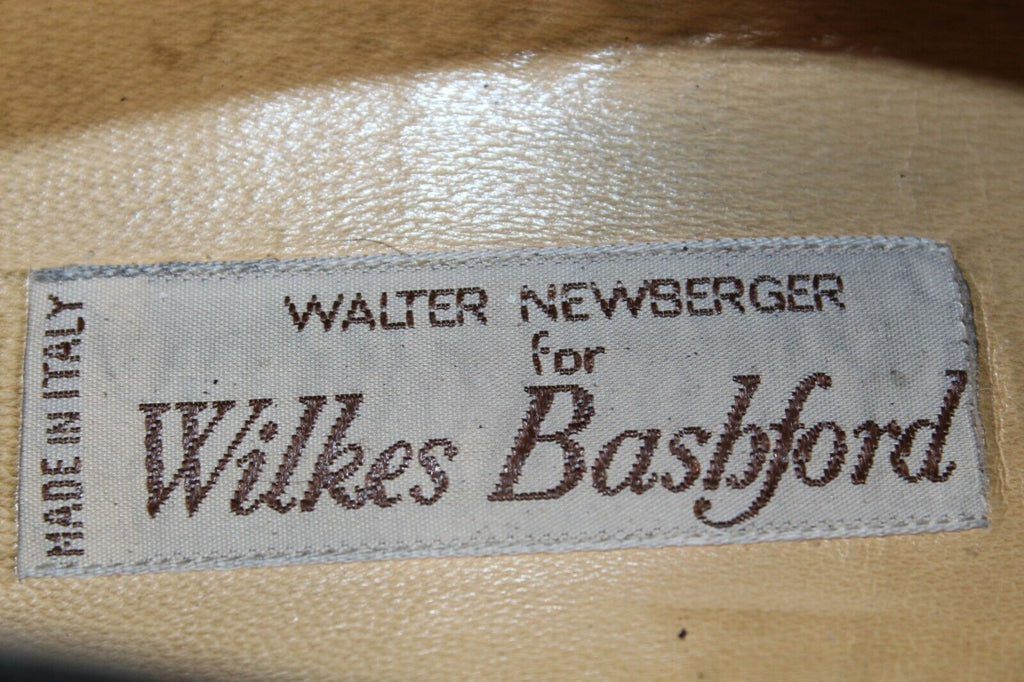 MADE IN ITALY
WALTER NEWBERGER
for
Wilkes Bashford